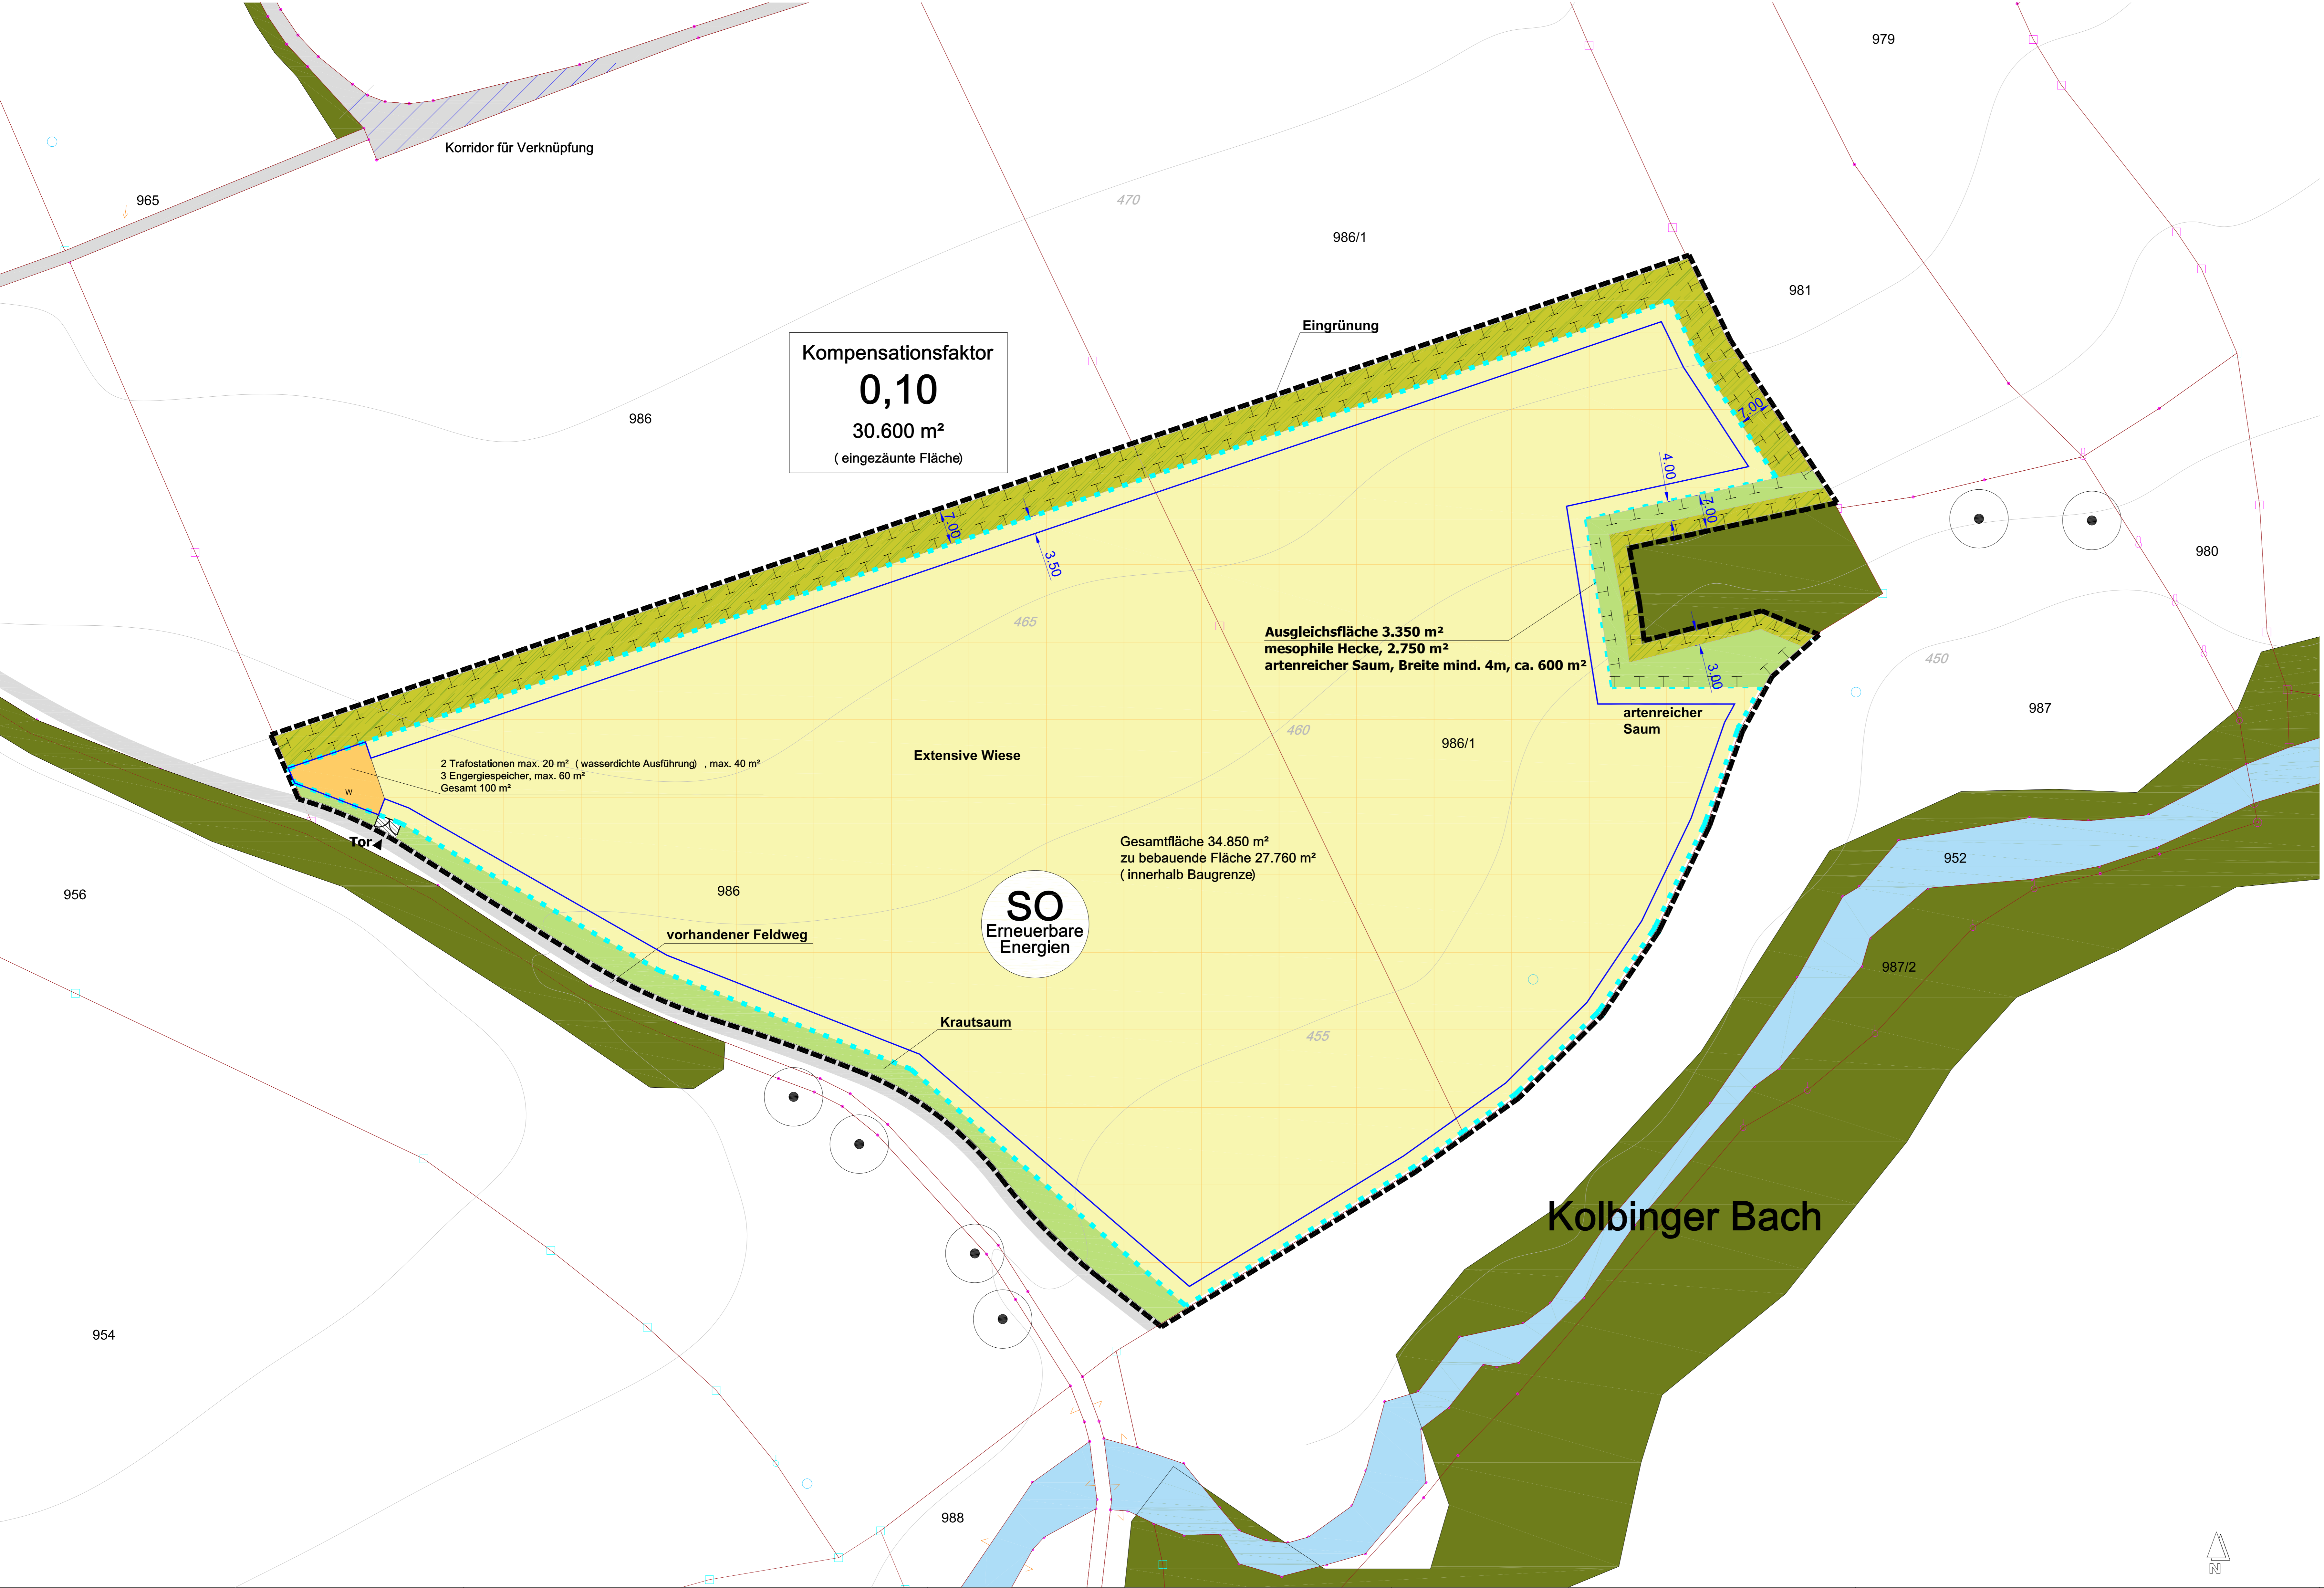 979
Korridor für Verknüpfung
965
470
986/1
981
Eingrünung
Kompensationsfaktor
0,10
30.600 m²
( eingezäunte Fläche)
986
7.00
4.00
7.00
7.00
3.50
980
465
Ausgleichsfläche 3.350 m²
mesophile Hecke, 2.750 m²
artenreicher Saum, Breite mind. 4m, ca. 600 m²
450
3.00
987
artenreicher
Saum
460
986/1
Extensive Wiese
2 Trafostationen max. 20 m² ( wasserdichte Ausführung) , max. 40 m²
3 Engergiespeicher, max. 60 m²
Gesamt 100 m²
W
Tor
Gesamtfläche 34.850 m²
zu bebauende Fläche 27.760 m²
( innerhalb Baugrenze)
952
956
986
SO
Erneuerbare
Energien
vorhandener Feldweg
987/2
Krautsaum
455
Kolbinger Bach
954
988
N